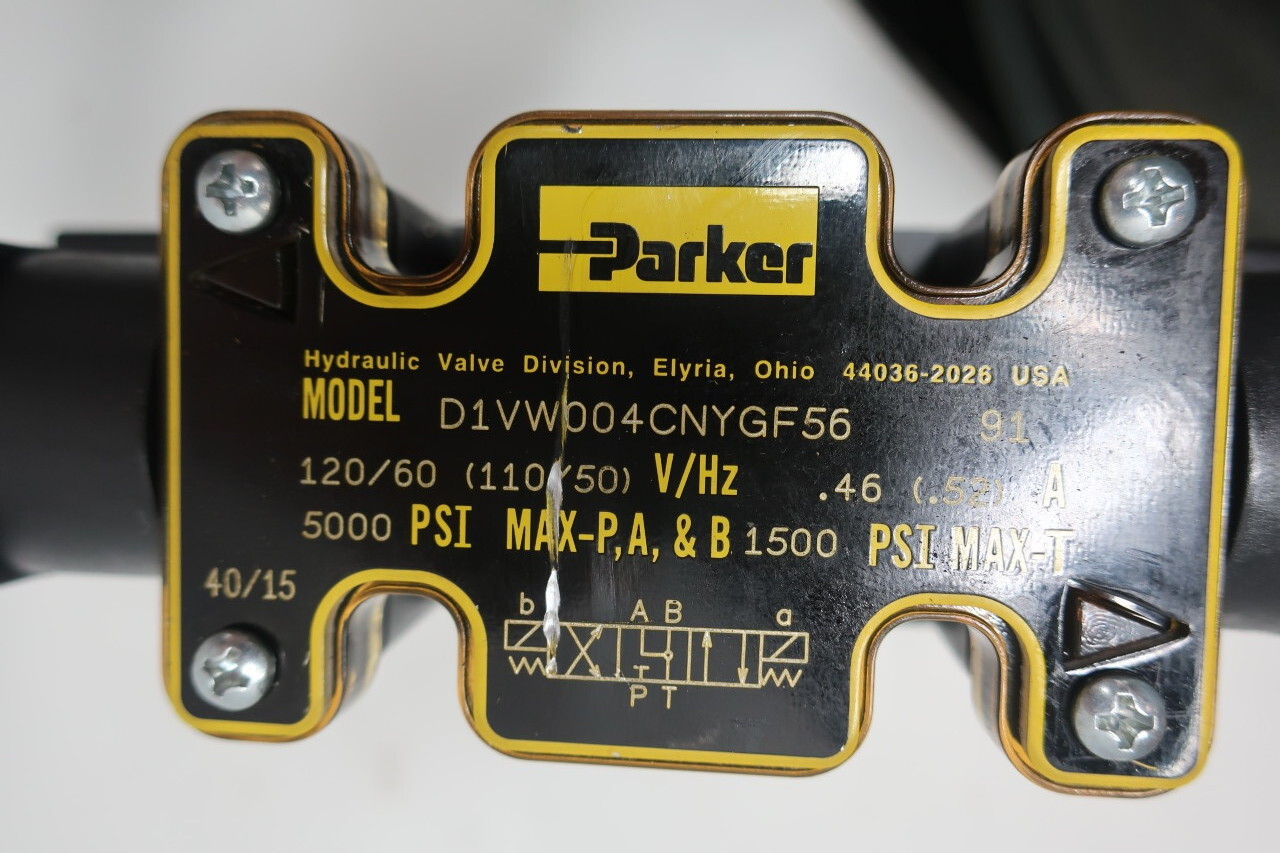 Parker
Hydraulic Valve Division, Elyria, Ohio 44036-2026 USA
MODEL D1VW004CNYGF56 91
120/60 (110/50) V/Hz .46 (.52) A
5000 PSI MAX-P,A, & B 1500 PSI MAX-T
40/15
b A B a
T
P T